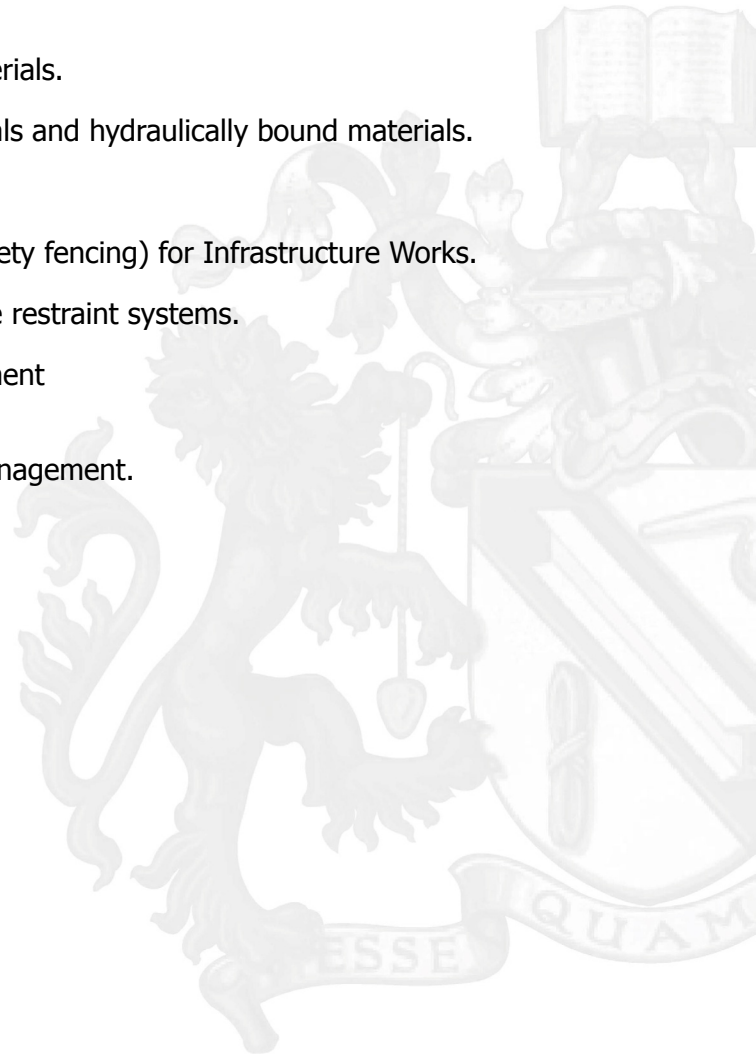 erials.
als and hydraulically bound materials.
ety fencing) for Infrastructure Works.
e restraint systems.
nent
nagement.
ESSE
QUAM